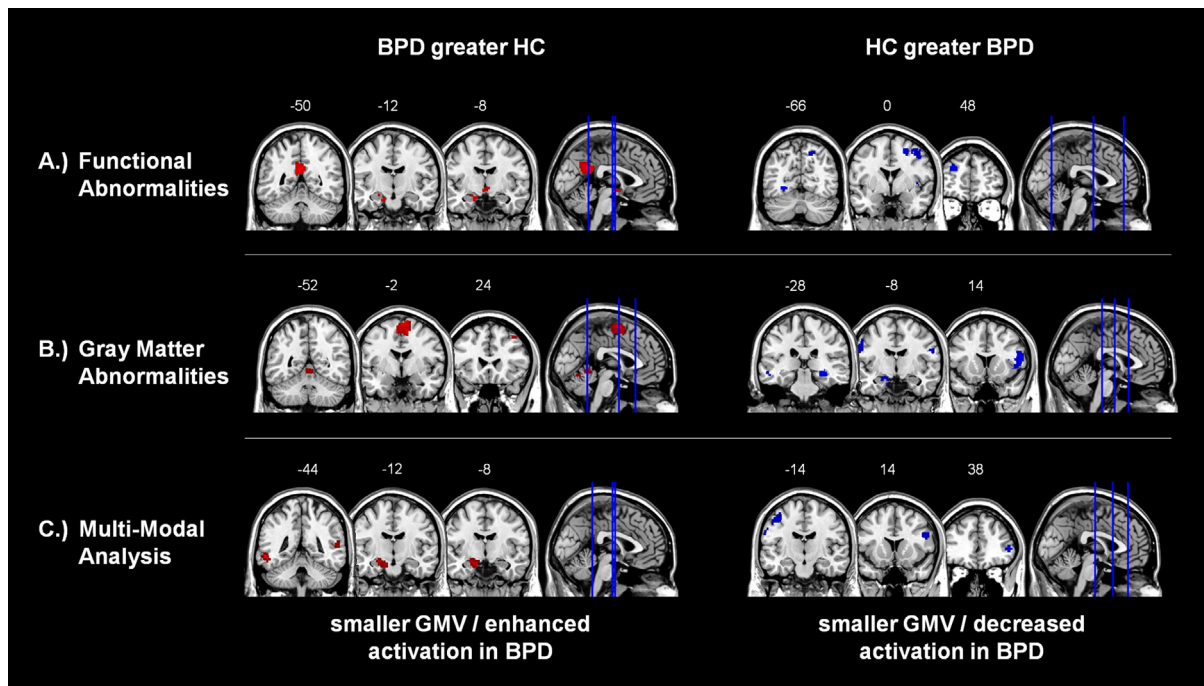 BPD greater HC
HC greater BPD
-50
-12
-8
-66
0
48
A.) Functional
Abnormalities
-52
-2
24
-28
-8
14
B.) Gray Matter
Abnormalities
-44
-12
-8
-14
14
38
C.) Multi-Modal
Analysis
smaller GMV / enhanced
activation in BPD
smaller GMV / decreased
activation in BPD